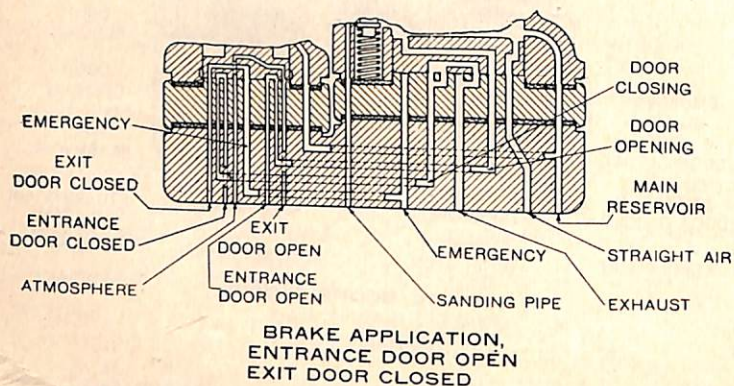 DOOR
CLOSING
DOOR
OPENING
MAIN
RESERVOIR
STRAIGHT AIR
EXHAUST
EMERGENCY
EXIT
DOOR CLOSED
ENTRANCE
DOOR CLOSED
ATMOSPHERE
EXIT
DOOR OPEN
ENTRANCE
DOOR OPEN
EMERGENCY
SANDING PIPE
BRAKE APPLICATION,
ENTRANCE DOOR OPEN
EXIT DOOR CLOSED